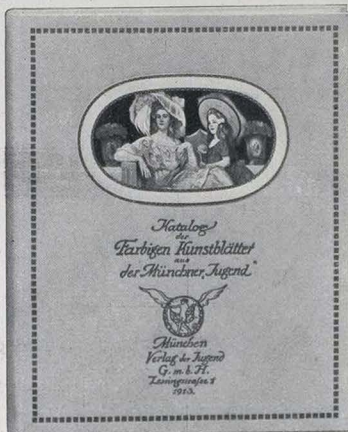 Katalog
der
Farbigen Kunstblätter
aus
der Münchner „Jugend“
München
Verlag der Jugend
G. m. b. H.
Lessingstrasse 1
1913.